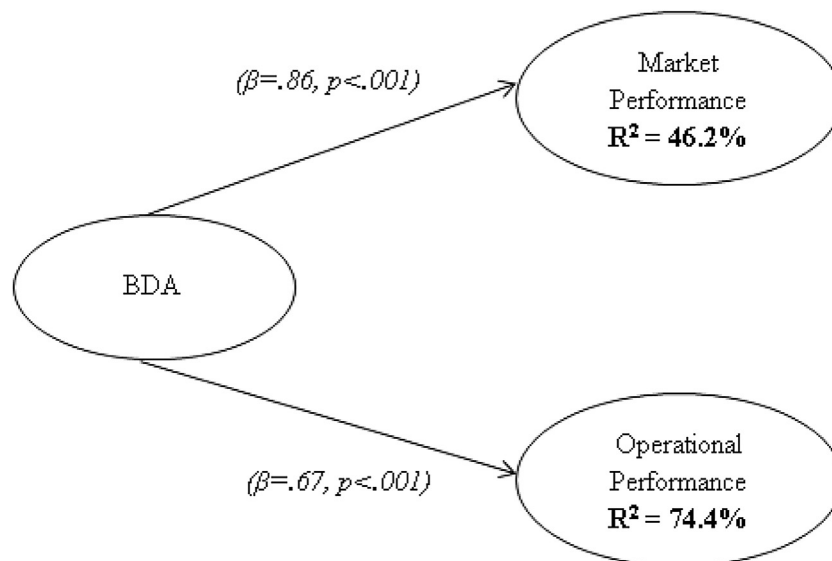 (β=.86, p<.001)
Market
Performance
R² = 46.2%
BDA
(β=.67, p<.001)
Operational
Performance
R² = 74.4%